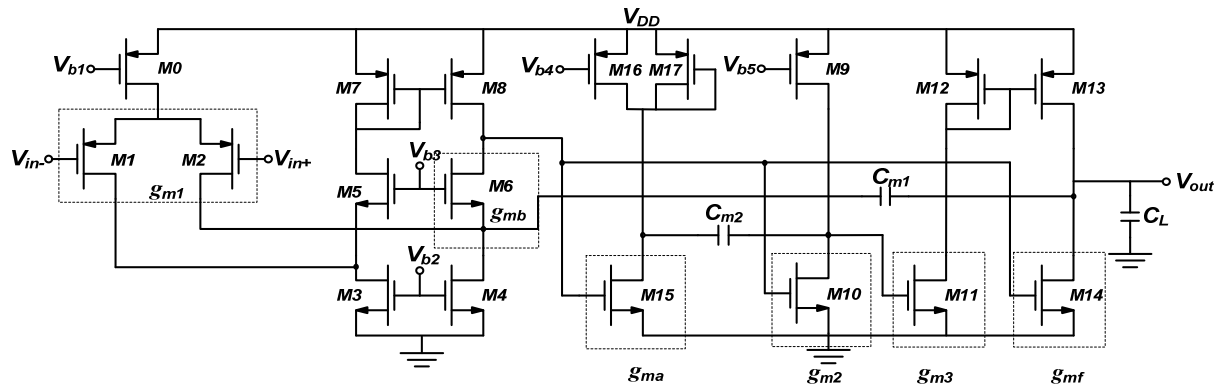 V_DD
V_b1 M0
M7 M8
V_b4 M16 M17
V_b5 M9
M12 M13
V_in- M1 M2 V_in+
g_m1
V_b3
M5 M6
g_mb
C_m1
V_out
C_m2
C_L
V_b2
M3 M4
M15 M10 M11 M14
g_ma g_m2 g_m3 g_mf